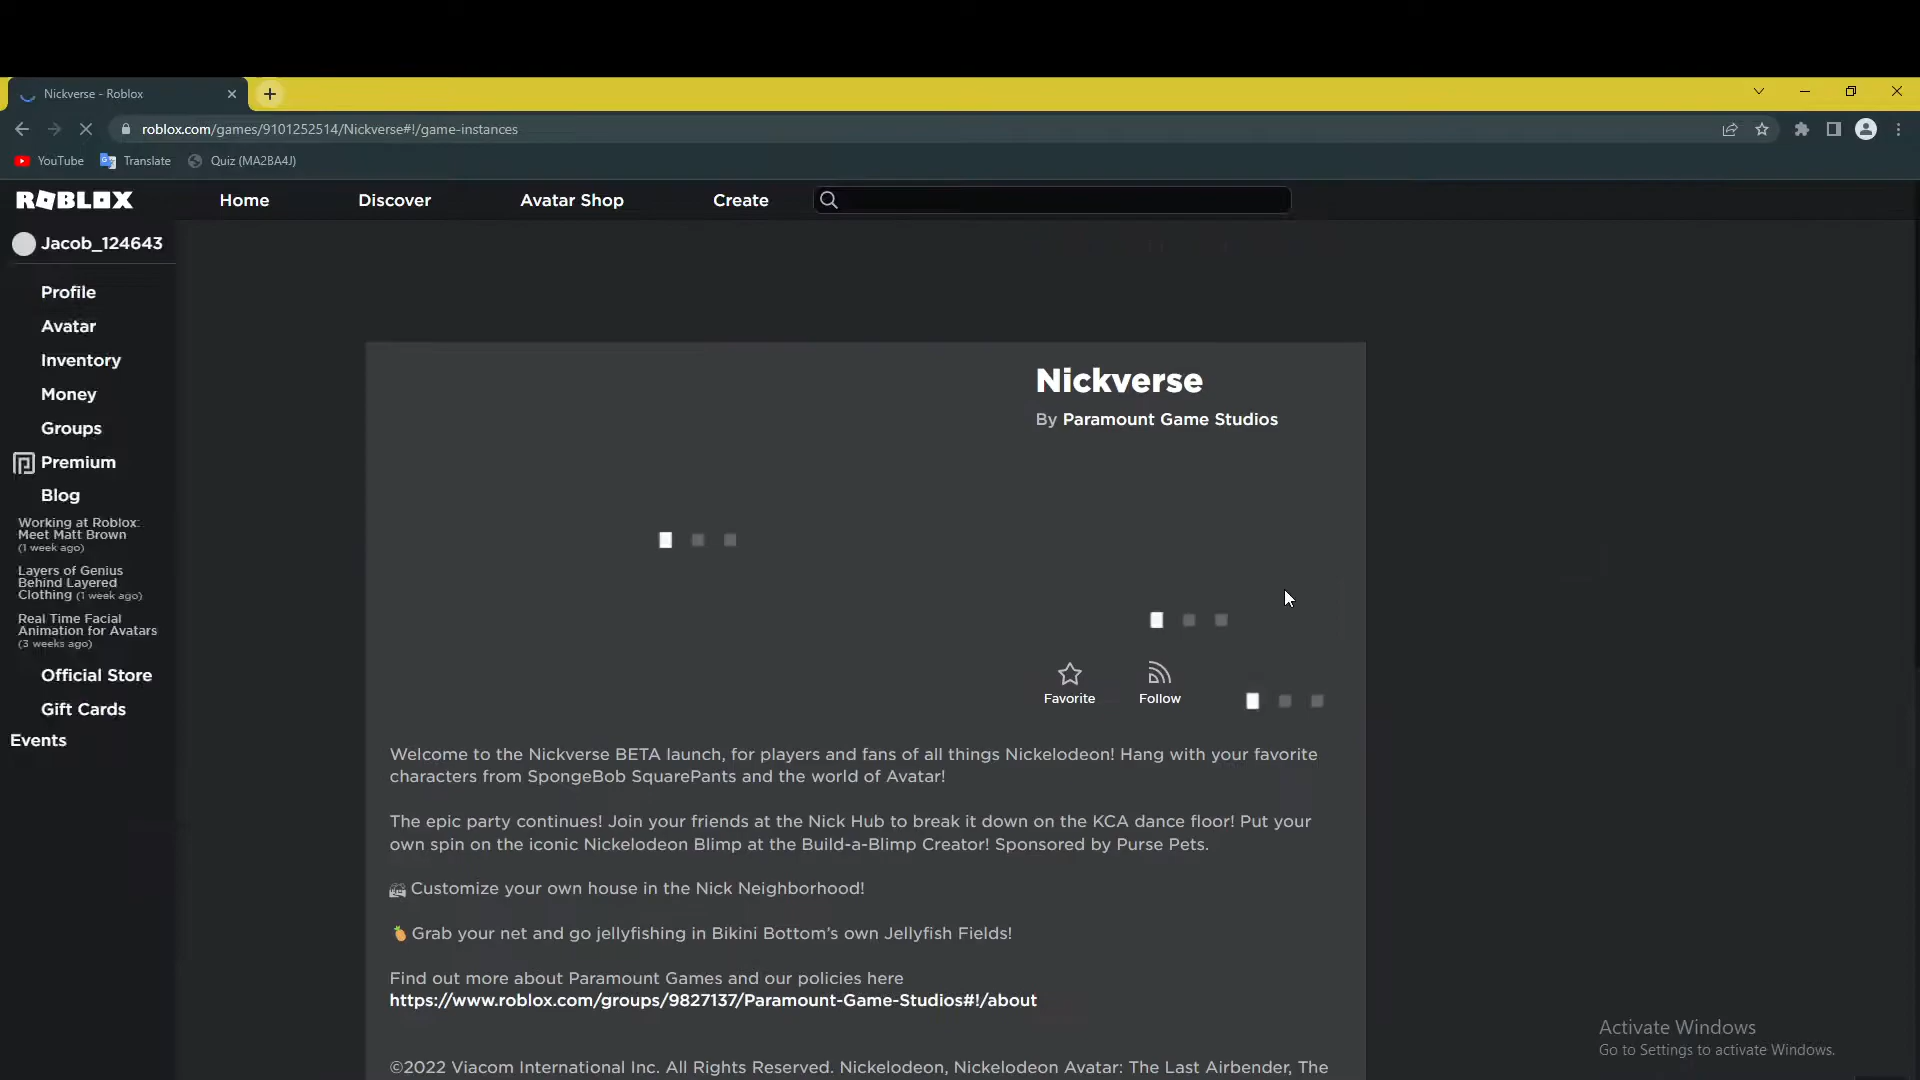 Nickverse - Roblox
roblox.com/games/9101252514/Nickverse#!/game-instances
YouTube Translate Quiz (MA2BA4J)
ROBLOX Home Discover Avatar Shop Create
Jacob_124643
Profile
Avatar
Inventory
Money
Groups
Premium
Blog
Working at Roblox:
Meet Matt Brown
(1 week ago)
Layers of Genius
Behind Layered
Clothing (1 week ago)
Real Time Facial
Animation for Avatars
(3 weeks ago)
Official Store
Gift Cards
Events
Nickverse
By Paramount Game Studios
Favorite Follow
Welcome to the Nickverse BETA launch, for players and fans of all things Nickelodeon! Hang with your favorite
characters from SpongeBob SquarePants and the world of Avatar!
The epic party continues! Join your friends at the Nick Hub to break it down on the KCA dance floor! Put your
own spin on the iconic Nickelodeon Blimp at the Build-a-Blimp Creator! Sponsored by Purse Pets.
🏡 Customize your own house in the Nick Neighborhood!
🍍 Grab your net and go jellyfishing in Bikini Bottom’s own Jellyfish Fields!
Find out more about Paramount Games and our policies here
https://www.roblox.com/groups/9827137/Paramount-Game-Studios#!/about
©2022 Viacom International Inc. All Rights Reserved. Nickelodeon, Nickelodeon Avatar: The Last Airbender, The
Activate Windows
Go to Settings to activate Windows.